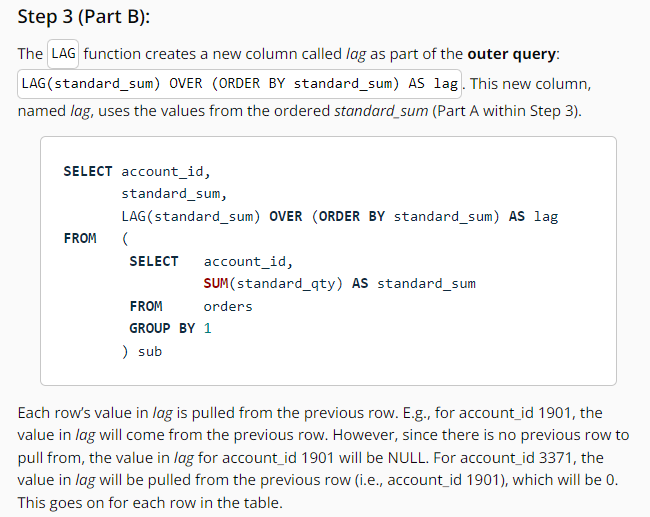 Step 3 (Part B):
The LAG function creates a new column called lag as part of the outer query:
LAG(standard_sum) OVER (ORDER BY standard_sum) AS lag. This new column,
named lag, uses the values from the ordered standard_sum (Part A within Step 3).
SELECT account_id,
standard_sum,
LAG(standard_sum) OVER (ORDER BY standard_sum) AS lag
FROM (
SELECT account_id,
SUM(standard_qty) AS standard_sum
FROM orders
GROUP BY 1
) sub
Each row’s value in lag is pulled from the previous row. E.g., for account_id 1901, the
value in lag will come from the previous row. However, since there is no previous row to
pull from, the value in lag for account_id 1901 will be NULL. For account_id 3371, the
value in lag will be pulled from the previous row (i.e., account_id 1901), which will be 0.
This goes on for each row in the table.